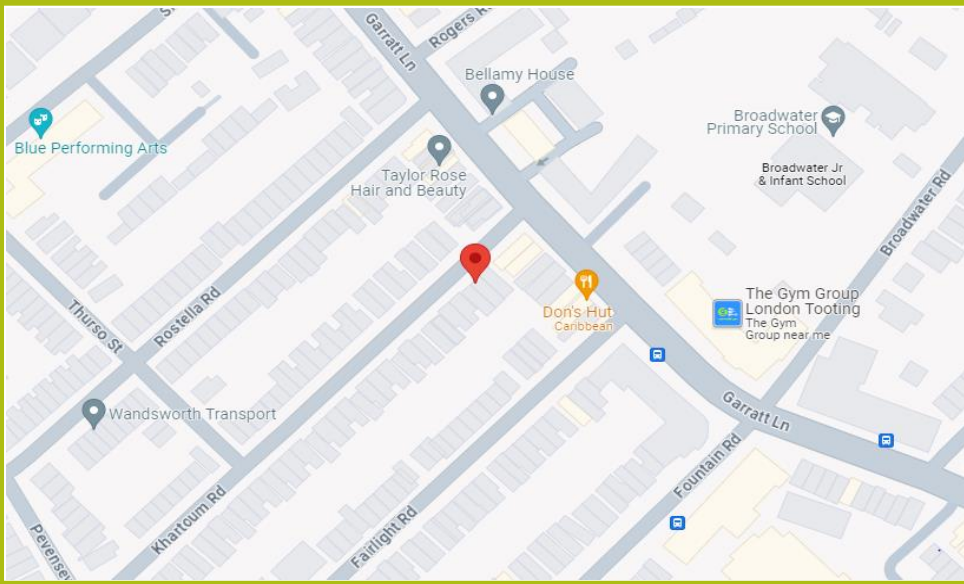 Garratt Ln
Rogers R
Bellamy House
Blue Performing Arts
Taylor Rose
Hair and Beauty
Broadwater
Primary School
Broadwater Jr
& Infant School
Broadwater Rd
Thurso St
Rostella Rd
Don's Hut
Caribbean
The Gym Group
London Tooting
The Gym
Group near me
Wandsworth Transport
Garratt Ln
Fountain Rd
Khartoum Rd
Fairlight Rd
Pevense